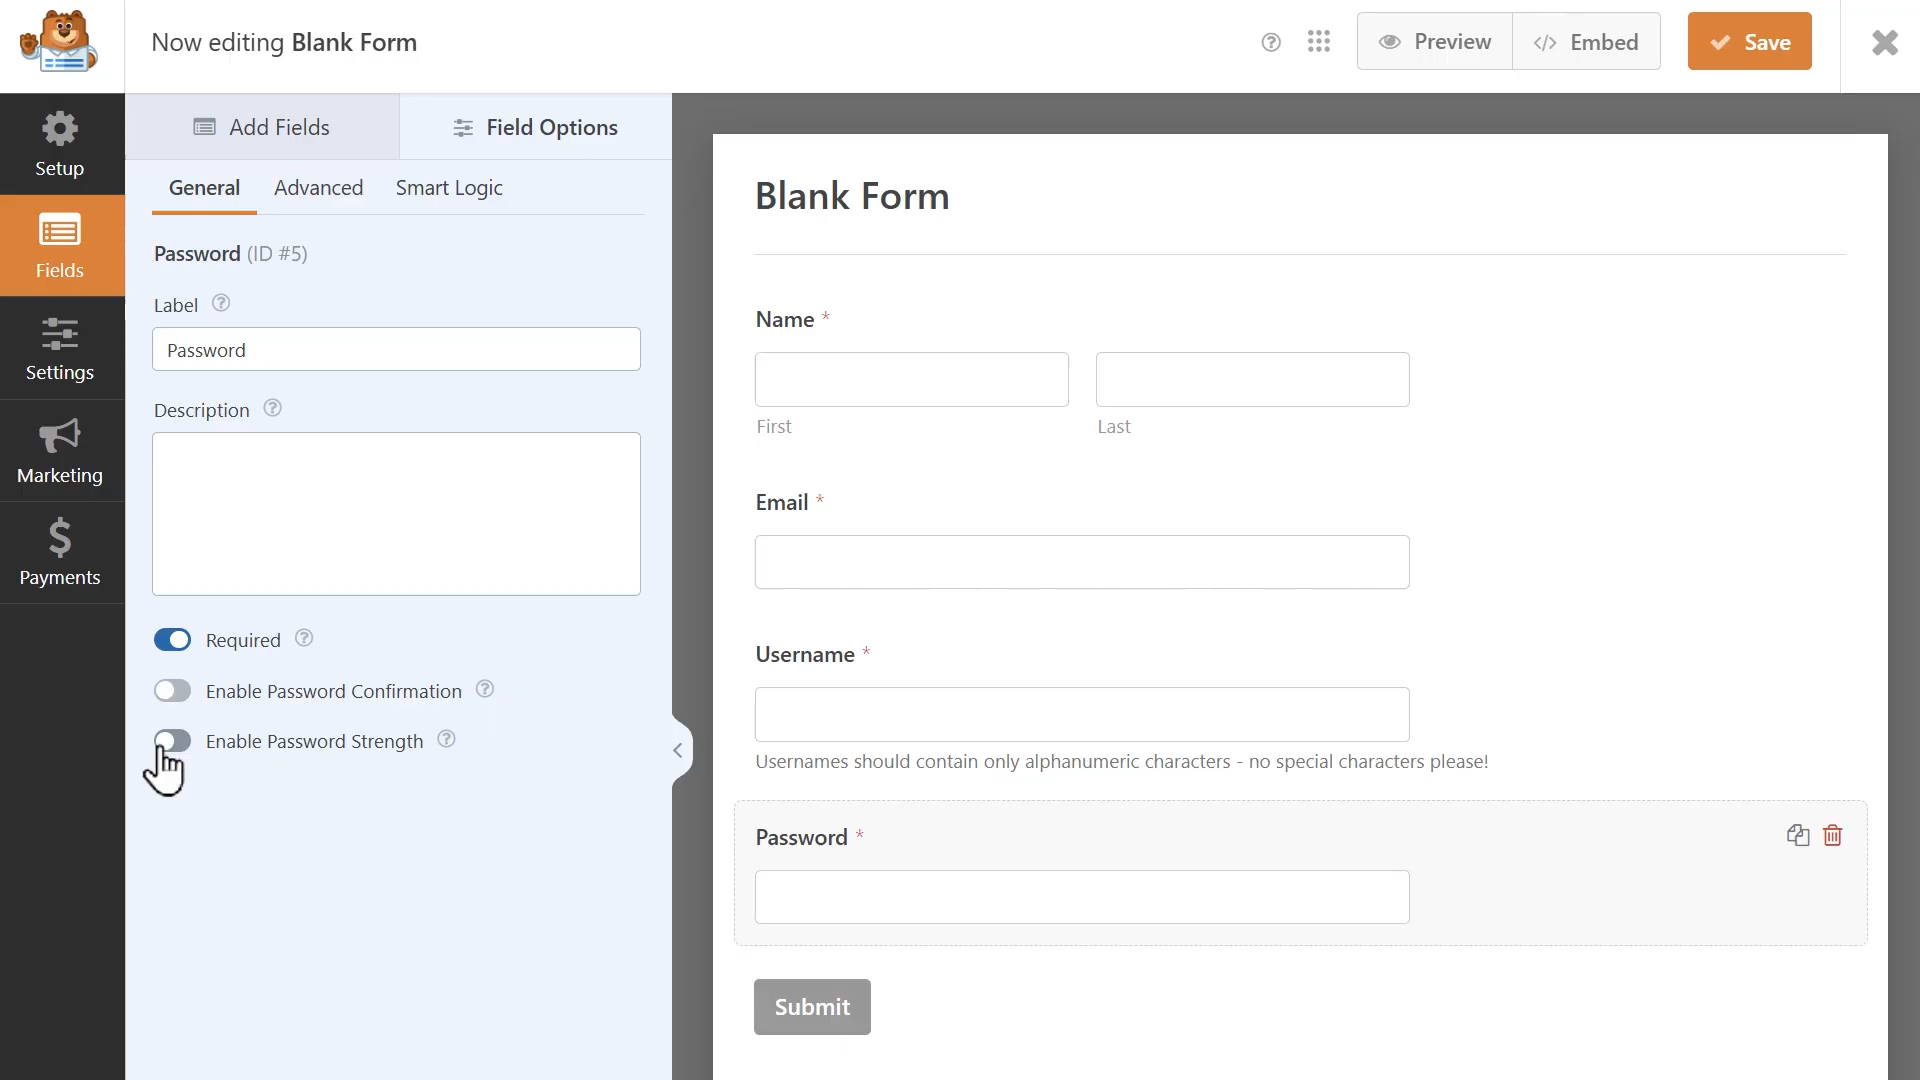 Now editing Blank Form
Preview
</> Embed
Save
Setup
Fields
Settings
Marketing
Payments
Add Fields
Field Options
General Advanced Smart Logic
Password (ID #5)
Label
Password
Description
Required
Enable Password Confirmation
Enable Password Strength
Blank Form
Name *
First Last
Email *
Username *
Usernames should contain only alphanumeric characters - no special characters please!
Password *
Submit